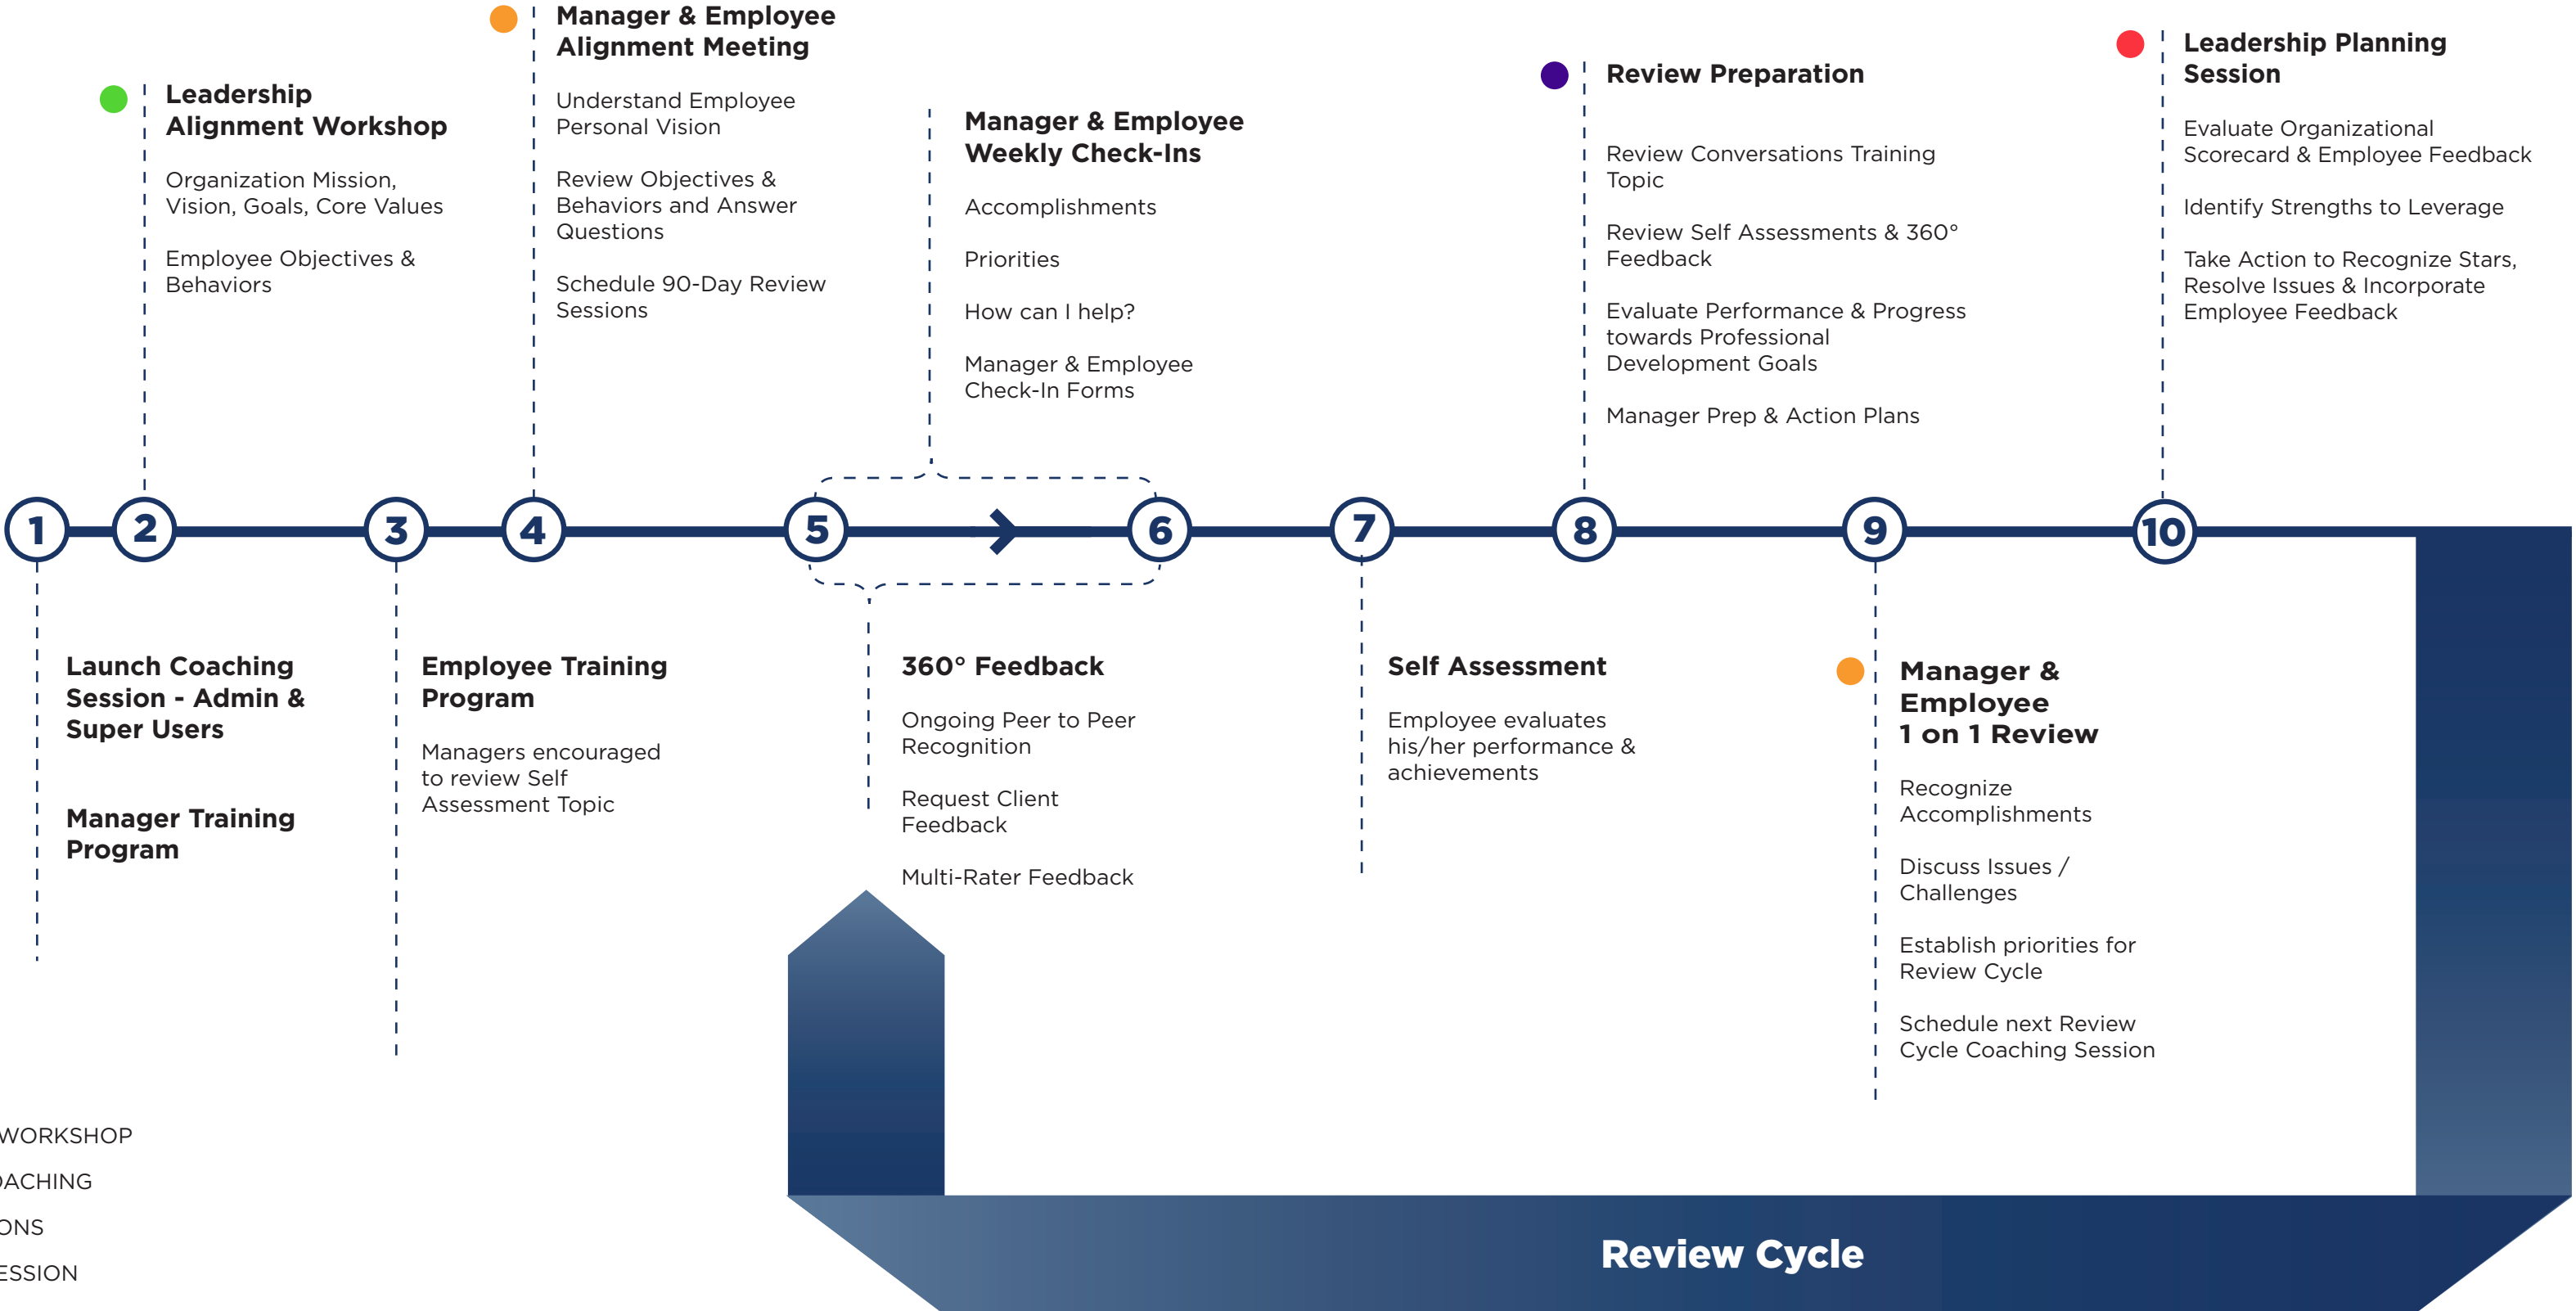 Manager & Employee
Alignment Meeting
Understand Employee
Personal Vision
Review Objectives &
Behaviors and Answer
Questions
Schedule 90-Day Review
Sessions
Leadership
Alignment Workshop
Organization Mission,
Vision, Goals, Core Values
Employee Objectives &
Behaviors
Manager & Employee
Weekly Check-Ins
Accomplishments
Priorities
How can I help?
Manager & Employee
Check-In Forms
Review Preparation
Review Conversations Training
Topic
Review Self Assessments & 360°
Feedback
Evaluate Performance & Progress
towards Professional
Development Goals
Manager Prep & Action Plans
Leadership Planning
Session
Evaluate Organizational
Scorecard & Employee Feedback
Identify Strengths to Leverage
Take Action to Recognize Stars,
Resolve Issues & Incorporate
Employee Feedback
1 2 3 4 5 6 7 8 9 10
Launch Coaching
Session - Admin &
Super Users
Manager Training
Program
Employee Training
Program
Managers encouraged
to review Self
Assessment Topic
360° Feedback
Ongoing Peer to Peer
Recognition
Request Client
Feedback
Multi-Rater Feedback
Self Assessment
Employee evaluates
his/her performance &
achievements
Manager &
Employee
1 on 1 Review
Recognize
Accomplishments
Discuss Issues /
Challenges
Establish priorities for
Review Cycle
Schedule next Review
Cycle Coaching Session
WORKSHOP
OACHING
ONS
ESSION
Review Cycle